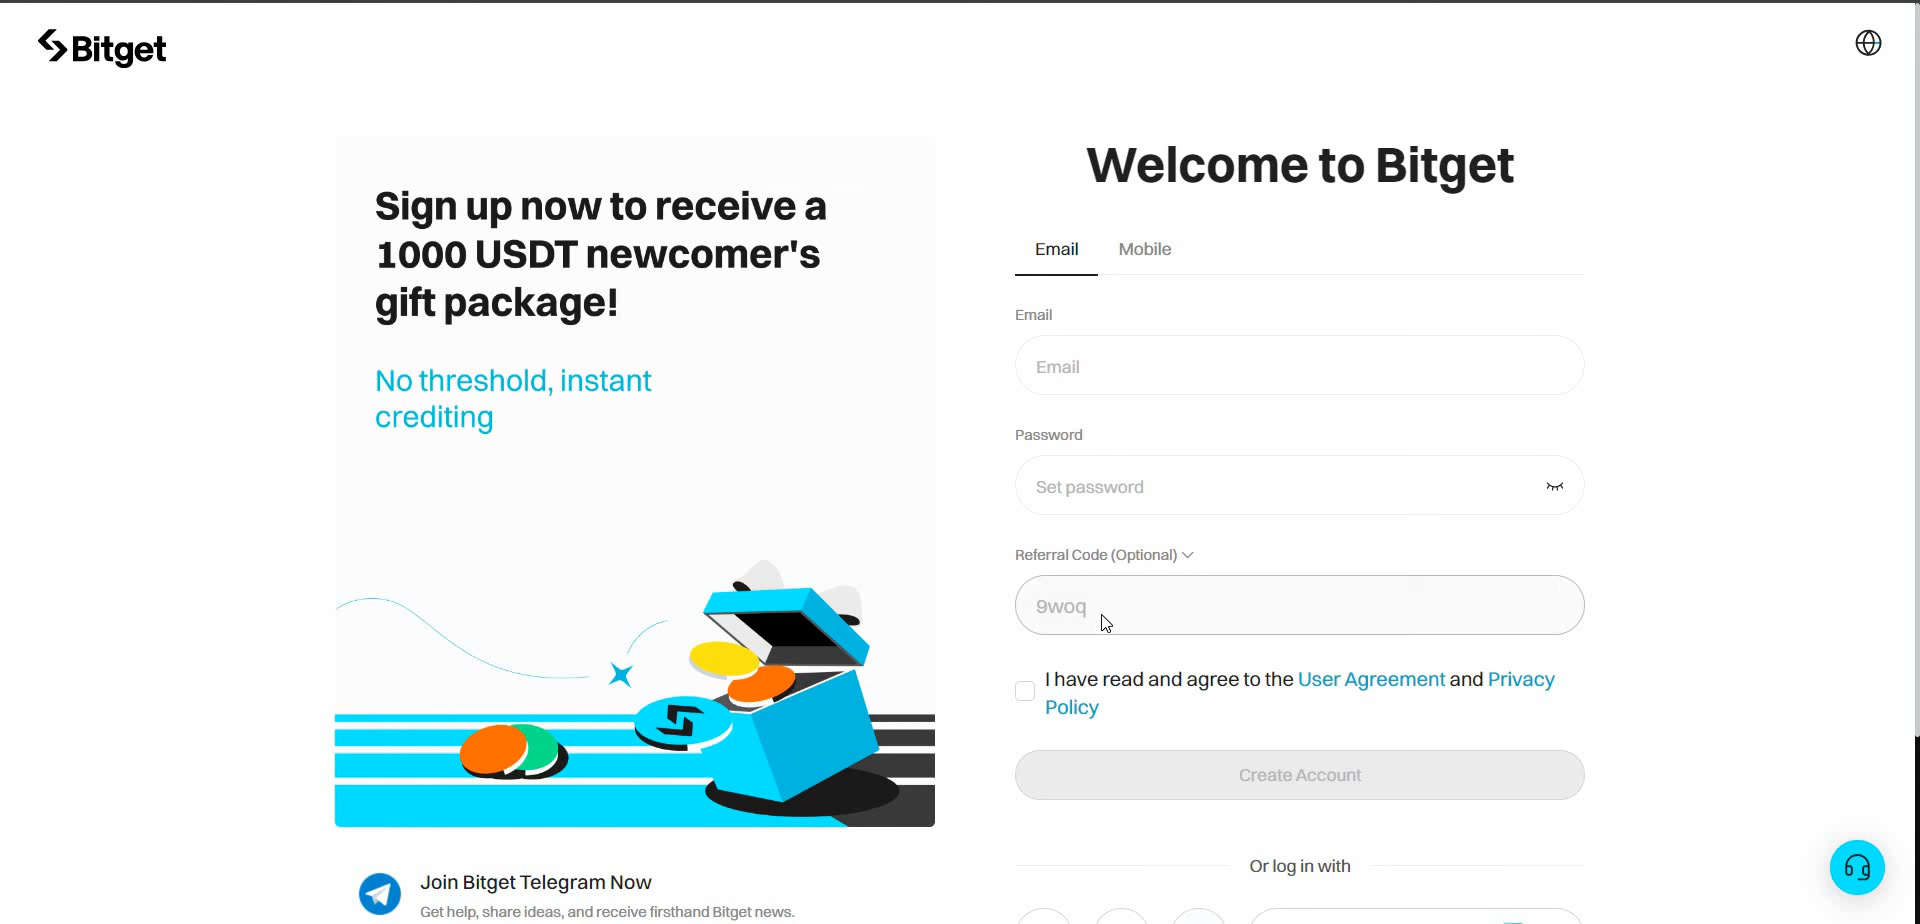 Bitget
Sign up now to receive a
1000 USDT newcomer's
gift package!
No threshold, instant
crediting
Join Bitget Telegram Now
Get help, share ideas, and receive firsthand Bitget news.
Welcome to Bitget
Email Mobile
Email
Email
Password
Set password
Referral Code (Optional)
9woq
I have read and agree to the User Agreement and Privacy
Policy
Create Account
Or log in with